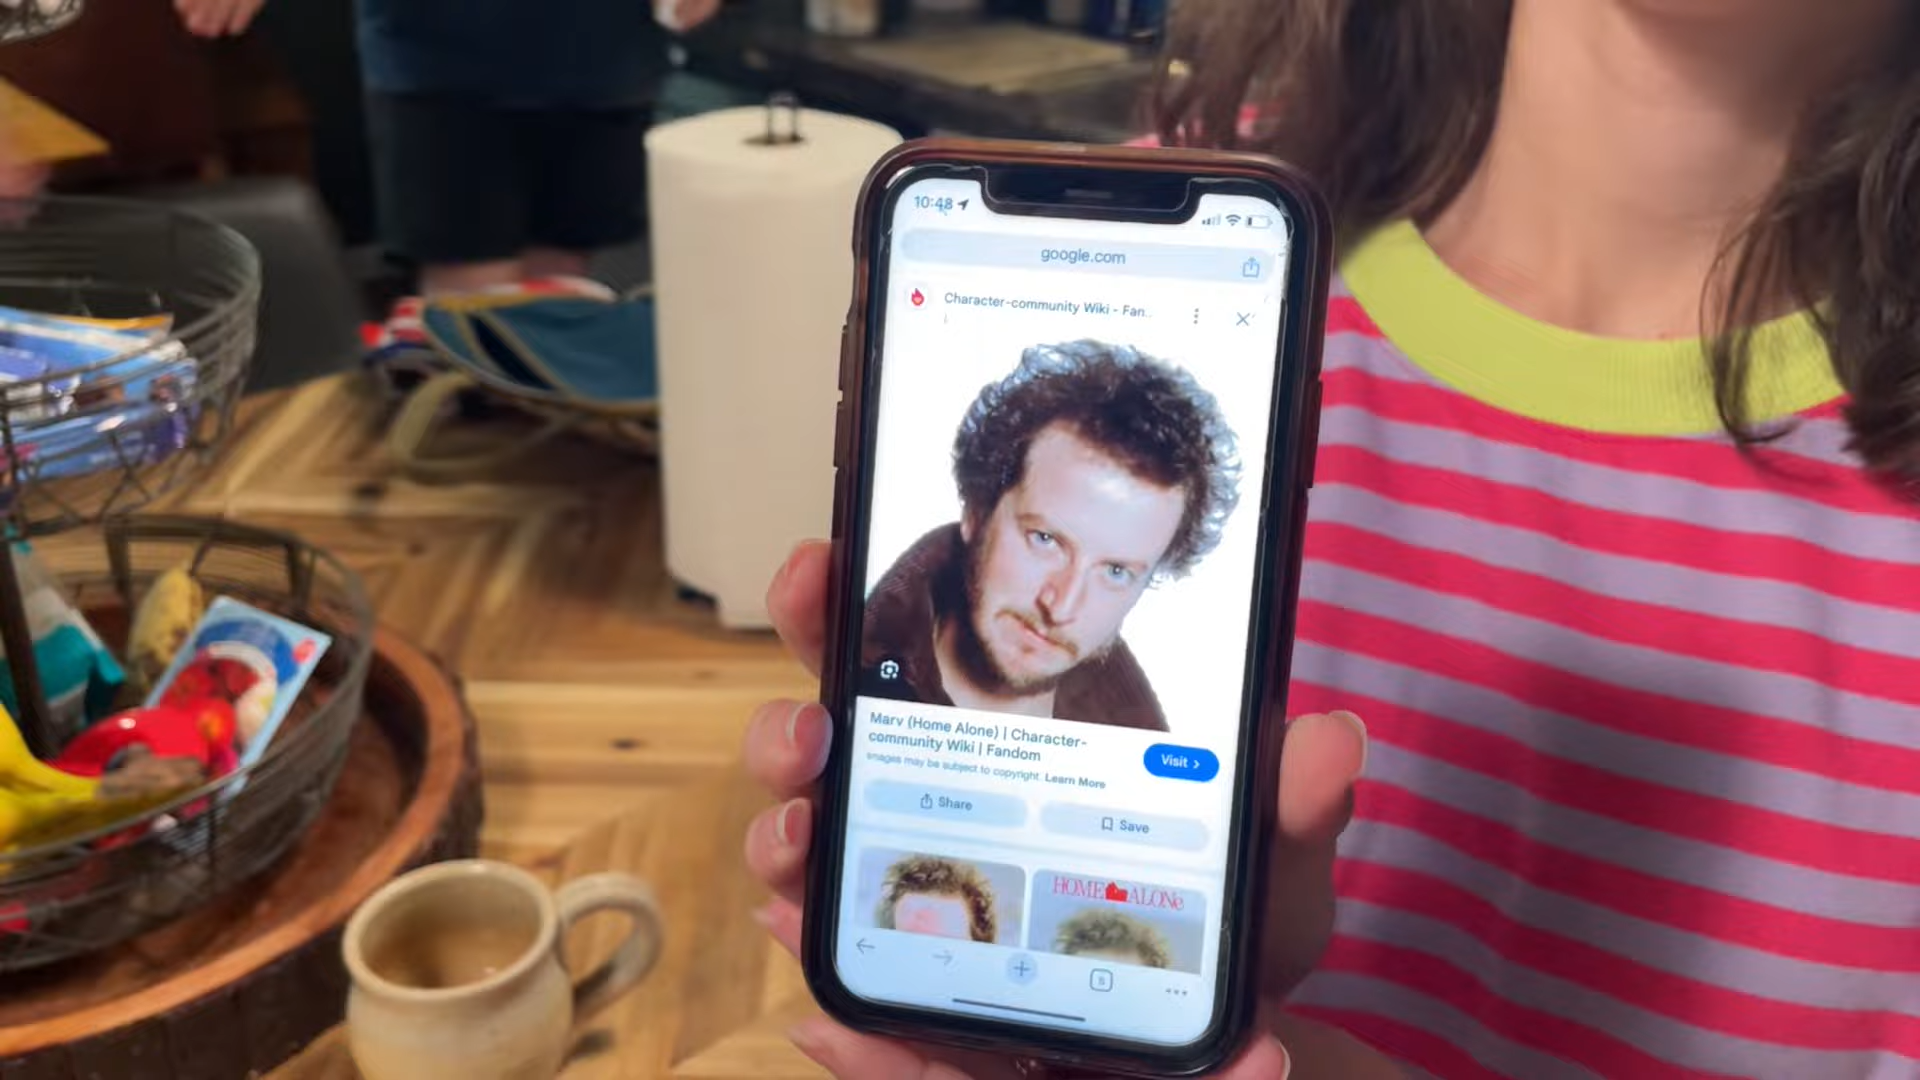 10:48
google.com
Character-community Wiki - Fan..
Marv (Home Alone) | Character-
community Wiki | Fandom
Visit >
Images may be subject to copyright. Learn More
Share
Save
HOME ALONe